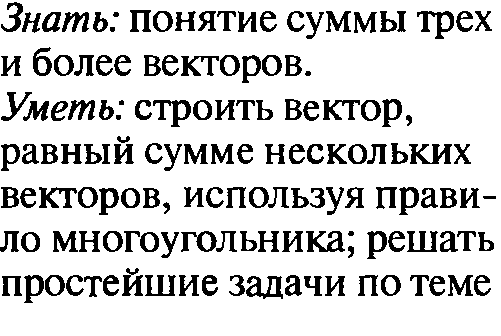 Знать: понятие суммы трех
и более векторов.
Уметь: строить вектор,
равный сумме нескольких
векторов, используя прави-
ло многоугольника; решать
простейшие задачи по теме